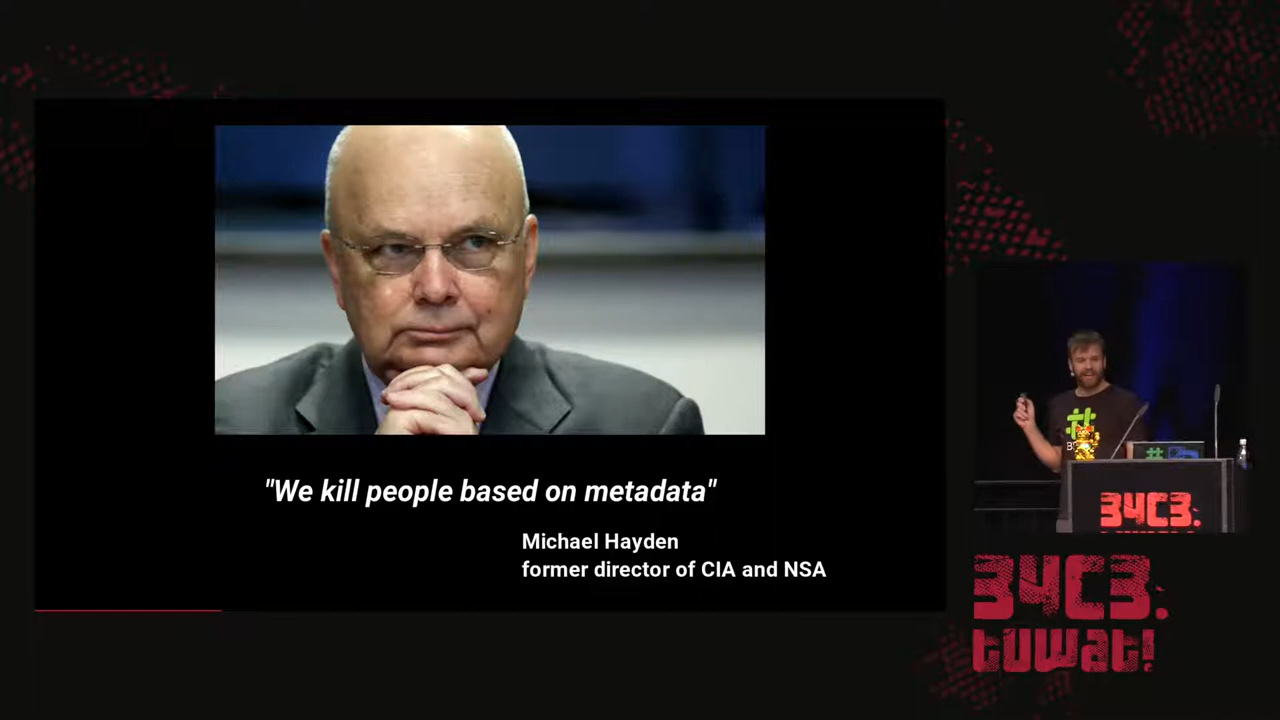 "We kill people based on metadata"
Michael Hayden
former director of CIA and NSA
#
#
34C3.
34C3.
tuwat!